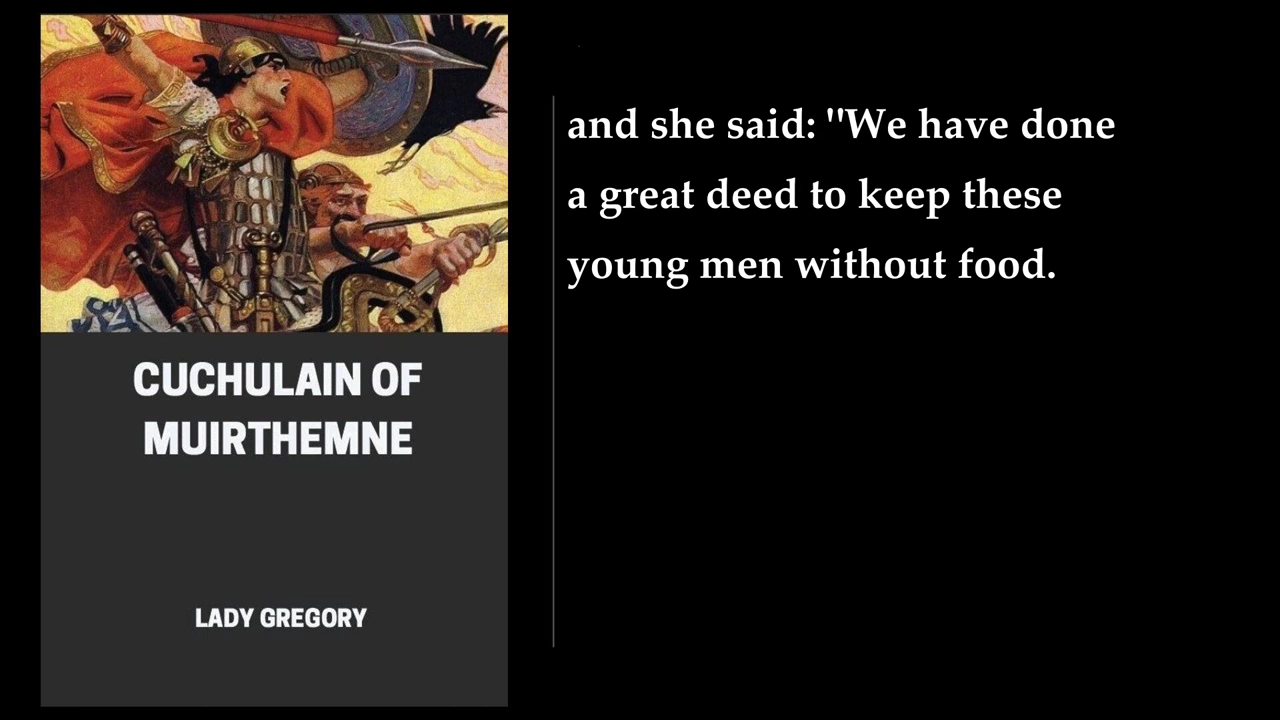 CUCHULAIN OF
MUIRTHEMNE
LADY GREGORY
and she said: "We have done
a great deed to keep these
young men without food.